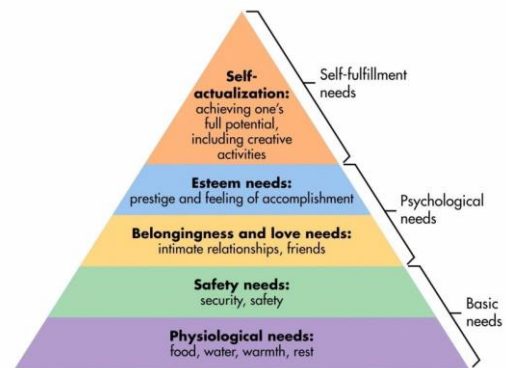 Self-
actualization:
achieving one's
full potential,
including creative
activities
Self-fulfillment
needs
Esteem needs:
prestige and feeling of accomplishment
Belongingness and love needs:
intimate relationships, friends
Psychological
needs
Safety needs:
security, safety
Physiological needs:
food, water, warmth, rest
Basic
needs